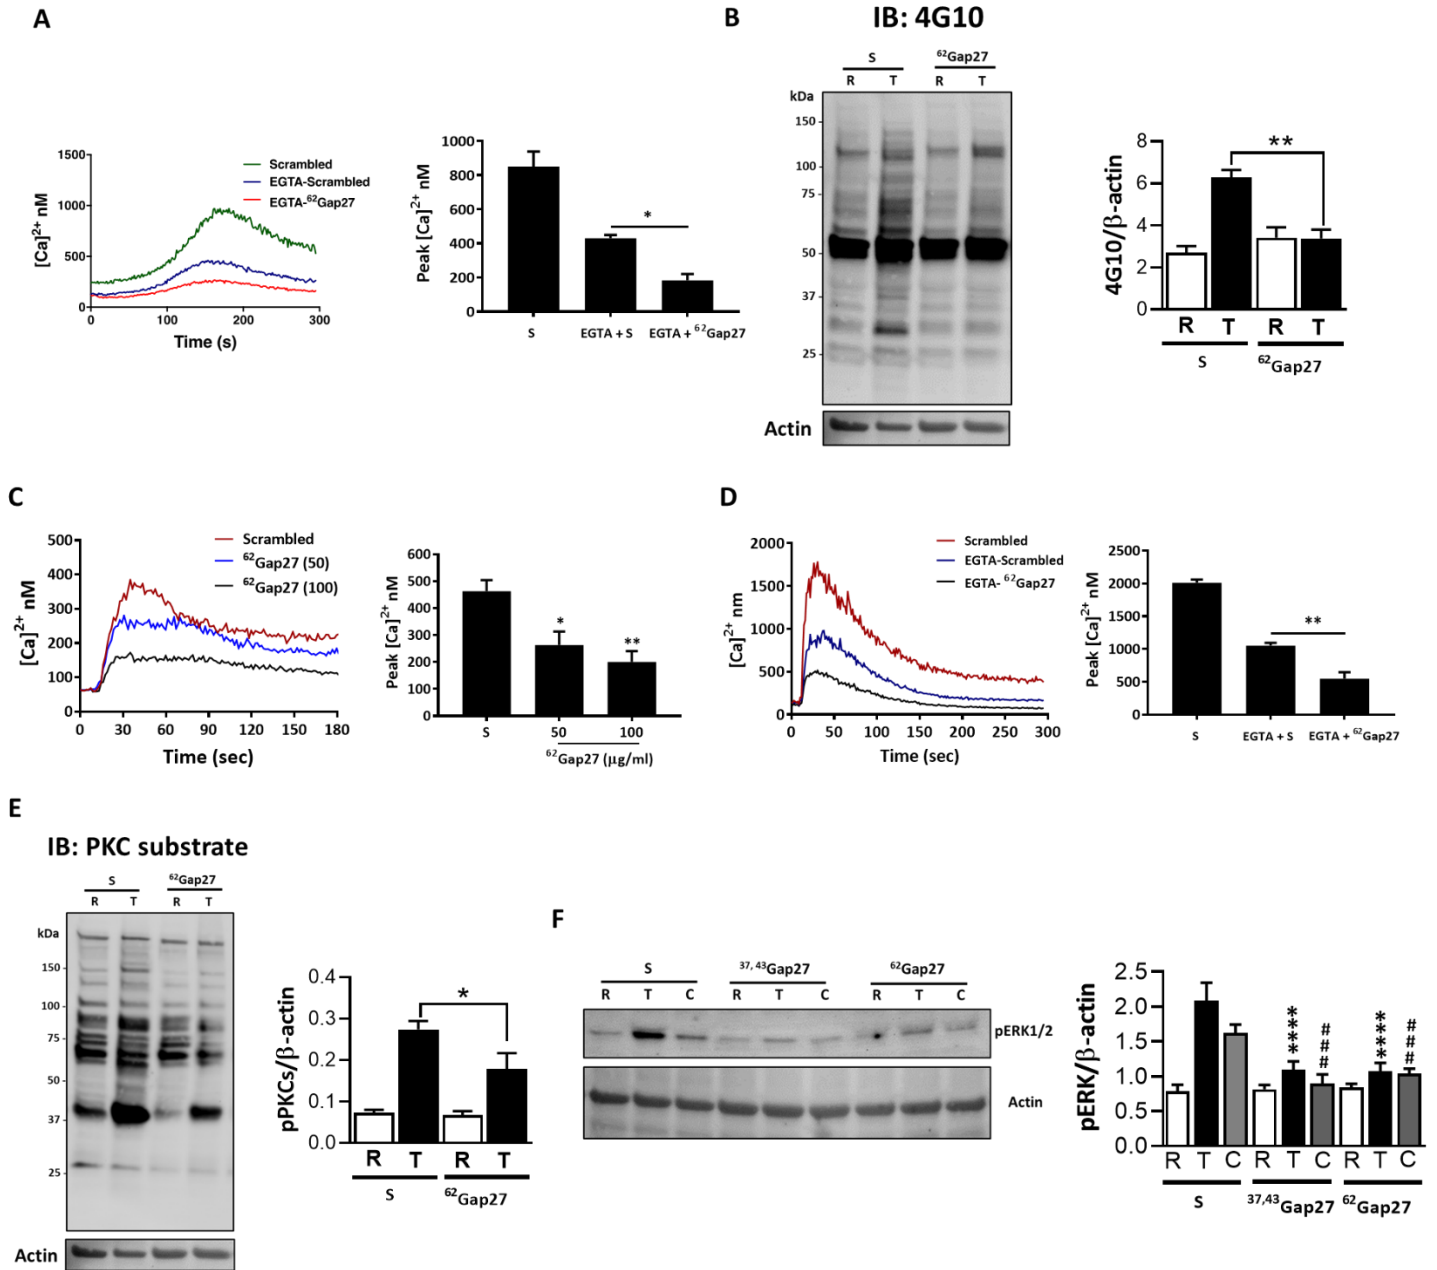 A
1500
1000
500
0
[Ca]²⁺ nM
0 100 200 300
Time (s)
Scrambled
EGTA-Scrambled
EGTA-⁶²Gap27
1000
800
600
400
200
0
Peak [Ca]²⁺ nM
*
S EGTA + S EGTA + ⁶²Gap27
B
IB: 4G10
S ⁶²Gap27
R T R T
kDa
150
100
75
50
37
25
Actin
8
6
4
2
0
4G10/β-actin
**
R T R T
S ⁶²Gap27
C
500
400
300
200
100
0
[Ca]²⁺ nM
0 30 60 90 120 150 180
Time (sec)
Scrambled
⁶²Gap27 (50)
⁶²Gap27 (100)
600
500
400
300
200
100
0
Peak [Ca]²⁺ nM
* **
S 50 100
⁶²Gap27 (μg/ml)
D
2000
1500
1000
500
0
[Ca]²⁺ nm
0 50 100 150 200 250 300
Time (sec)
Scrambled
EGTA-Scrambled
EGTA- ⁶²Gap27
2500
2000
1500
1000
500
0
Peak [Ca]²⁺ nM
**
S EGTA + S EGTA + ⁶²Gap27
E
IB: PKC substrate
S ⁶²Gap27
R T R T
kDa
150
100
75
50
37
25
Actin
0.4
0.3
0.2
0.1
0.0
pPKCs/β-actin
*
R T R T
S ⁶²Gap27
F
S ³⁷,⁴³Gap27 ⁶²Gap27
R T C R T C R T C
pERK1/2
Actin
2.5
2.0
1.5
1.0
0.5
0.0
pERK/β-actin
**** ### **** ###
R T C R T C R T C
S ³⁷,⁴³Gap27 ⁶²Gap27